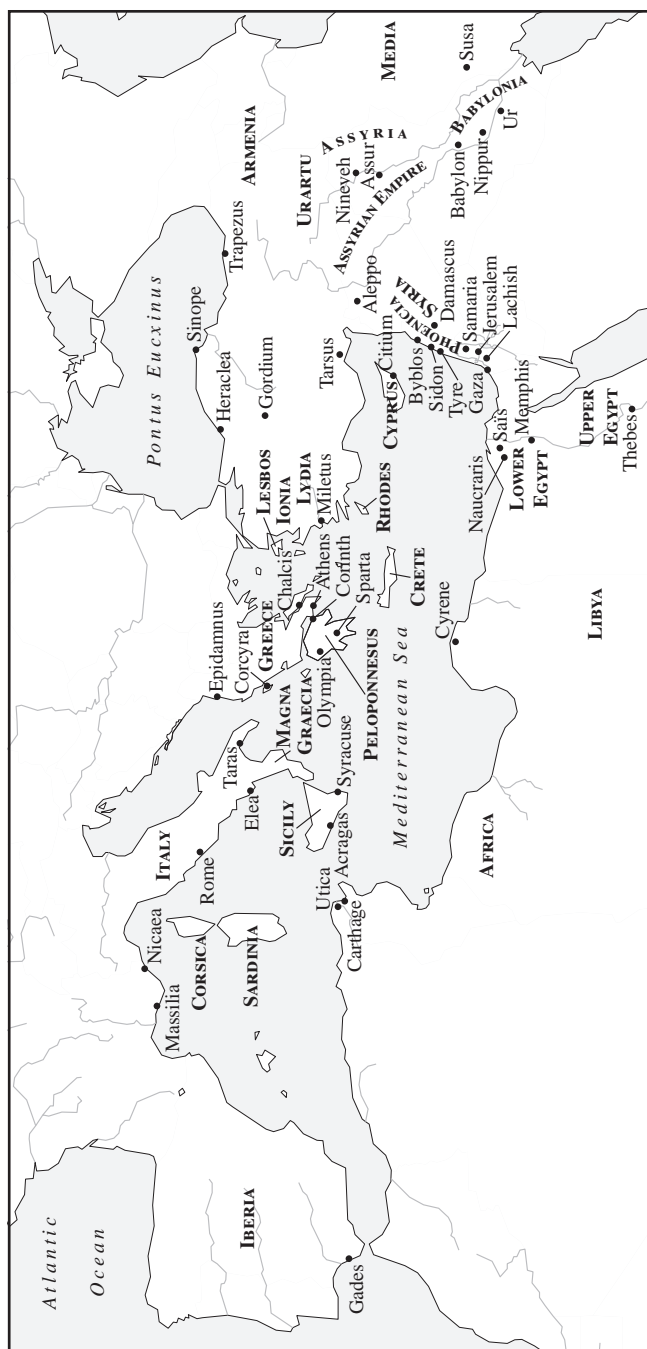 Atlantic
Ocean
IBERIA
Gades
Massilia
Nicaea
CORSICA
SARDINIA
ITALY
Rome
Utica
Carthage
Elea
Taras
SICILY
Acragas
Syracuse
MAGNA
GRAECIA
Mediterranean Sea
AFRICA
Epidamnus
Corcyra
GREECE
Chalcis
Athens
Corinth
Sparta
Olympia
PELOPONNESUS
CRETE
Cyrene
LIBYA
LESBOS
IONIA
LYDIA
Miletus
RHODES
Pontus Eucxinus
Heraclea
Sinope
Trapezus
Gordium
Tarsus
CYPRUS
Citium
Byblos
Sidon
Tyre
Gaza
Naucraris
Saïs
LOWER
EGYPT
Memphis
UPPER
EGYPT
Thebes
PHOENICIA
SYRIA
Damascus
Samaria
Jerusalem
Lachish
Aleppo
ARMENIA
URARTU
Nineveh
Assur
ASSYRIA
ASSYRIAN EMPIRE
MEDIA
Susa
Babylon
Nippur
BABYLONIA
Ur